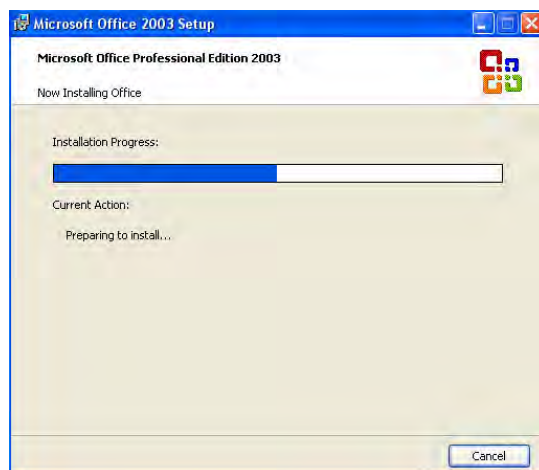 Microsoft Office 2003 Setup
Microsoft Office Professional Edition 2003
Now Installing Office
Installation Progress:
Current Action:
Preparing to install...
Cancel